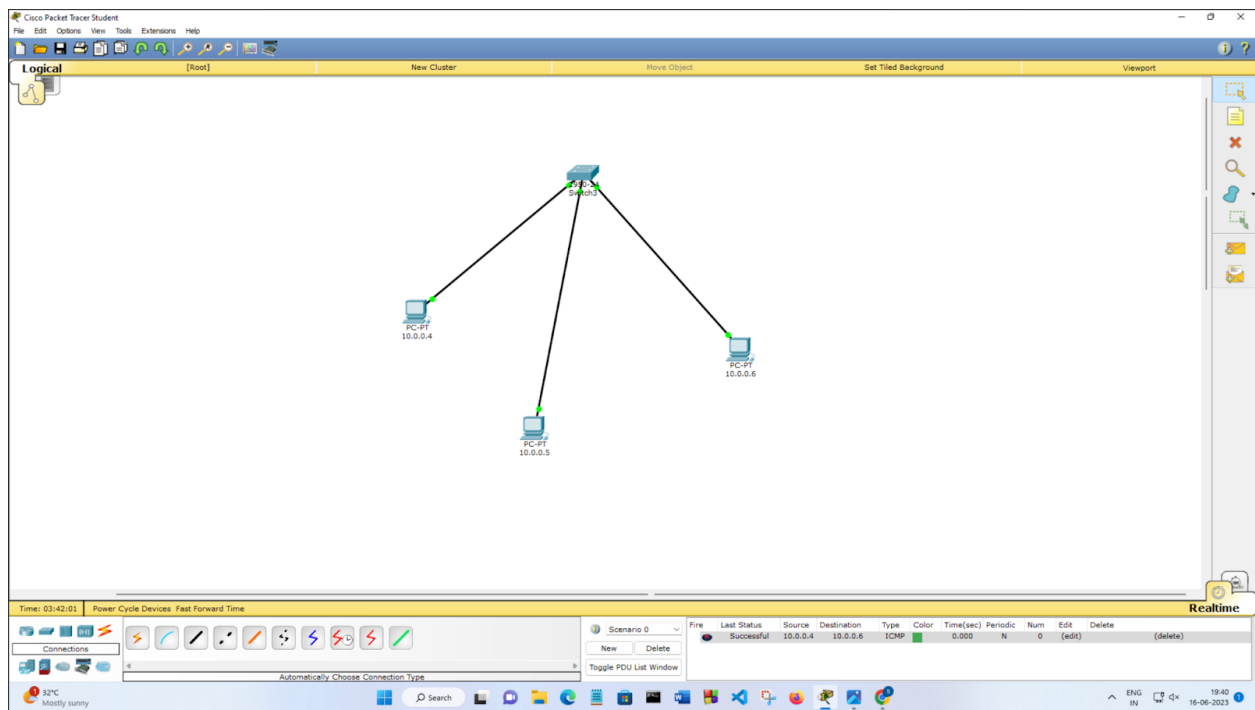 Cisco Packet Tracer Student
File Edit Options View Tools Extensions Help
Logical [Root] New Cluster Move Object Set Tiled Background Viewport
Switch3
PC-PT
10.0.0.4
PC-PT
10.0.0.6
PC-PT
10.0.0.5
Time: 03:42:01 Power Cycle Devices Fast Forward Time Realtime
Connections
Automatically Choose Connection Type
Scenario 0
New Delete
Toggle PDU List Window
Fire Last Status Source Destination Type Color Time(sec) Periodic Num Edit Delete
Successful 10.0.0.4 10.0.0.6 ICMP 0.000 N 0 (edit) (delete)
1
32°C
Mostly sunny
Search
ENG
IN
19:40
16-06-2023
1